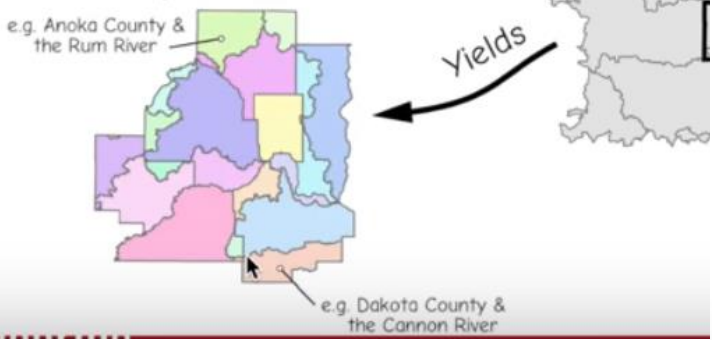 e.g. Anoka County &
the Rum River
Yields
e.g. Dakota County &
the Cannon River